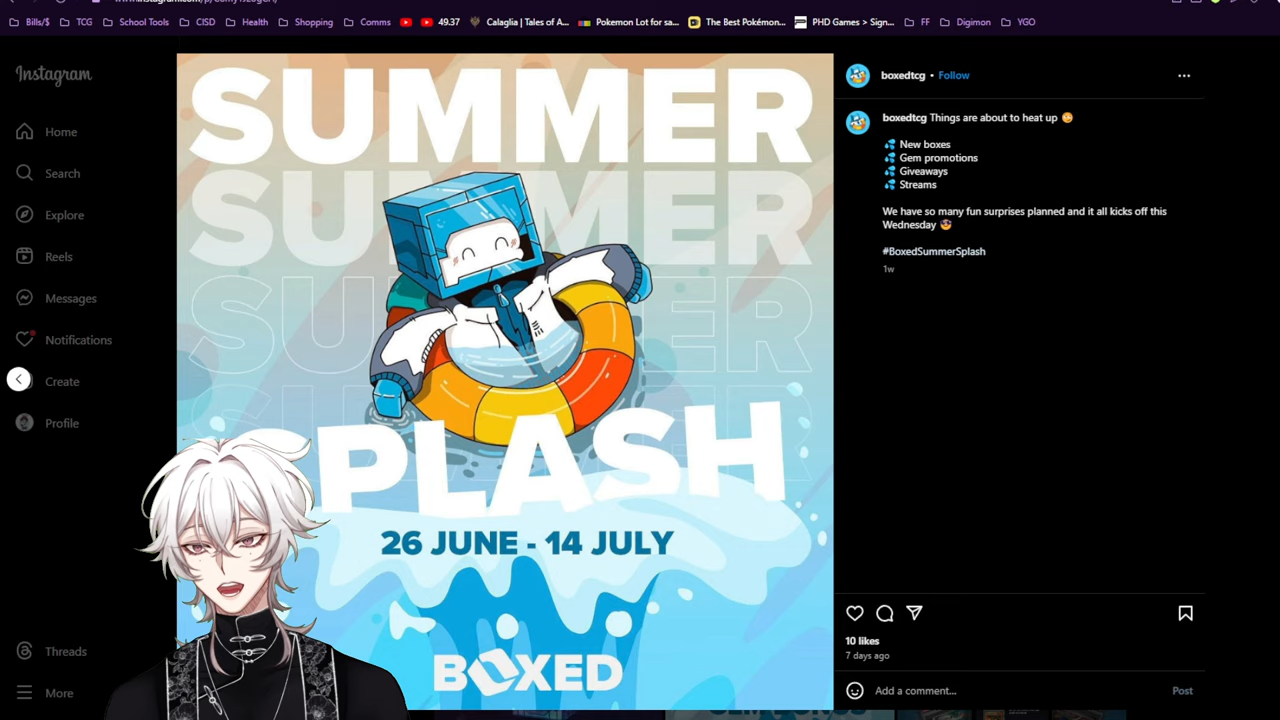 Bills/$ TCG School Tools CISD Health Shopping Comms 49.37 Calaglia | Tales of A... Pokemon Lot for sa... The Best Pokémon... PHD Games > Sign... FF Digimon YGO
Instagram
Home
Search
Explore
Reels
Messages
Notifications
Create
Profile
Threads
More
SUMMER
SUMMER
SUMMER
SPLASH
26 JUNE - 14 JULY
BOXED
boxedtcg • Follow
boxedtcg Things are about to heat up 🥵
💦 New boxes
💦 Gem promotions
💦 Giveaways
💦 Streams
We have so many fun surprises planned and it all kicks off this
Wednesday
#BoxedSummerSplash
1w
10 likes
7 days ago
Add a comment... Post